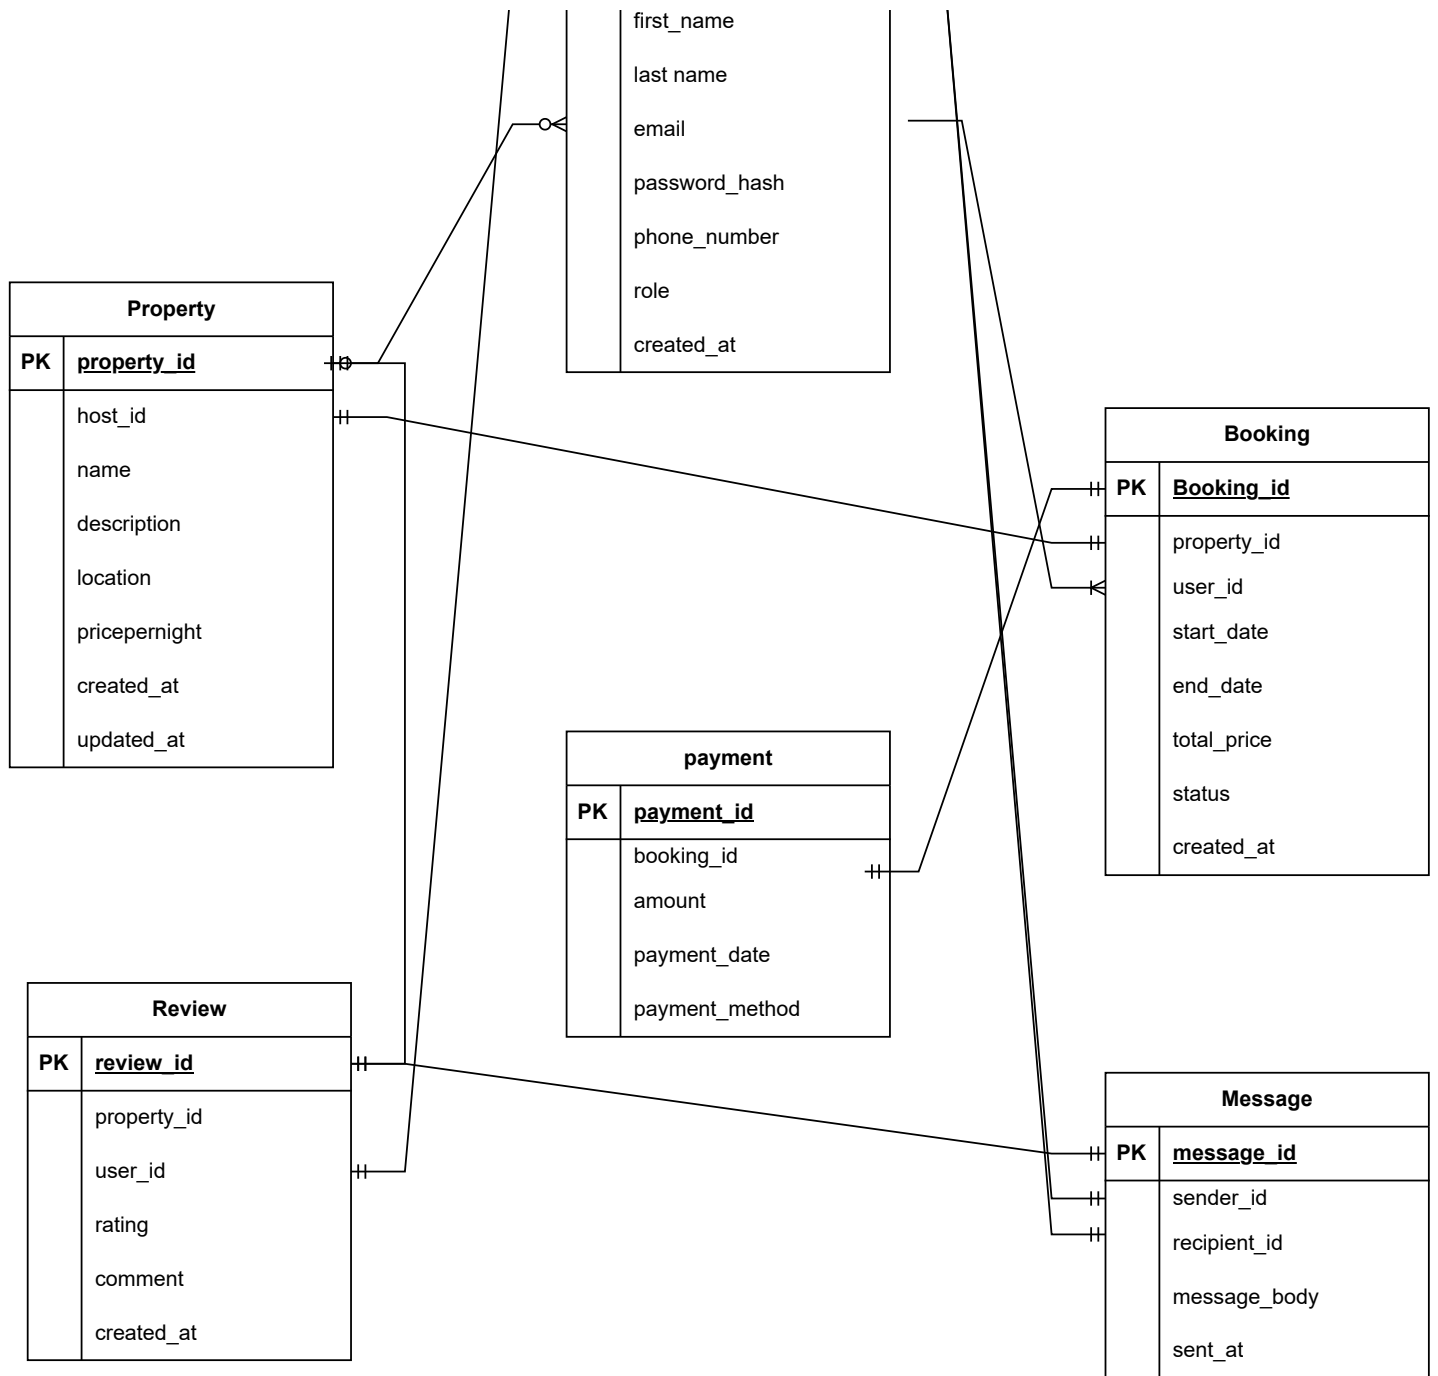 first_name
last name
email
password_hash
phone_number
role
created_at
Property
PK property_id
host_id
name
description
location
pricepernight
created_at
updated_at
Booking
PK Booking_id
property_id
user_id
start_date
end_date
total_price
status
created_at
payment
PK payment_id
booking_id
amount
payment_date
payment_method
Review
PK review_id
property_id
user_id
rating
comment
created_at
Message
PK message_id
sender_id
recipient_id
message_body
sent_at